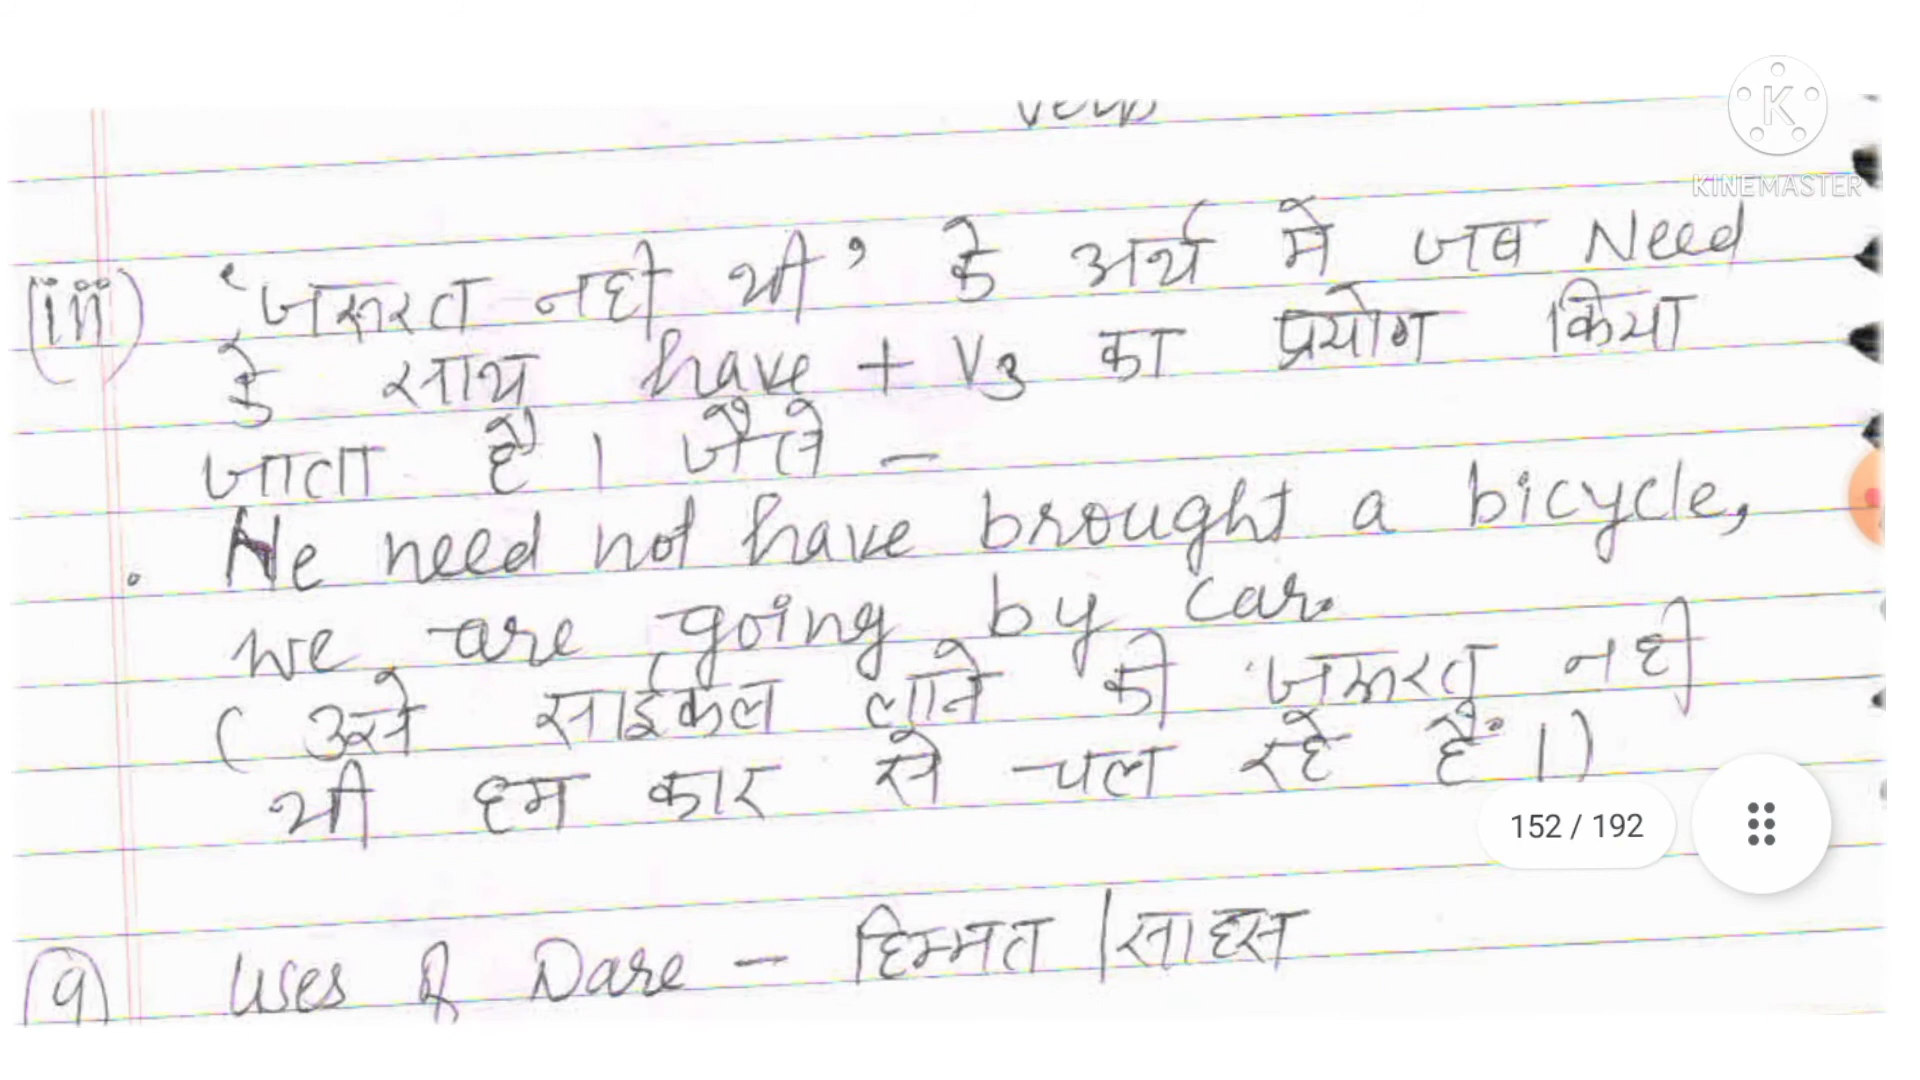 verb
K
KINEMASTER
(iii) 'जरूरत नही थी' के अर्थ में जब Need
के साथ have + V3 का प्रयोग किया
जाता है । जैसे -
. He need not have brought a bicycle,
we are going by car.
( उसे साईकल लाने की जरूरत नही
थी हम कार से चल रहे हैं ।)
152 / 192
9 Uses of Dare - हिम्मत / साहस